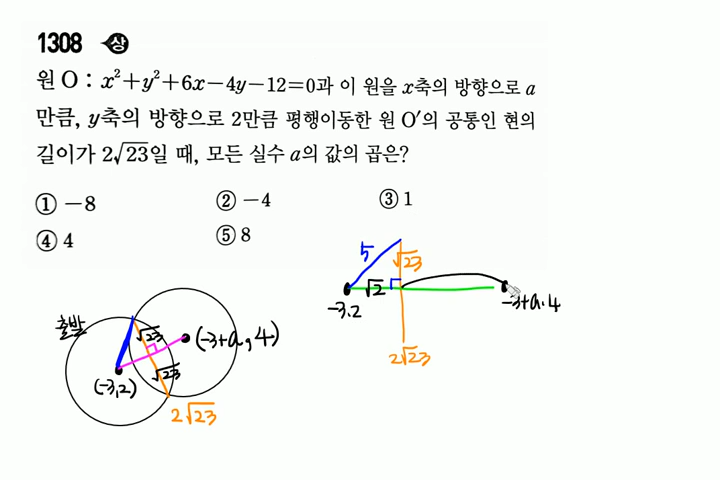 1308 상
원 O : x²+y²+6x−4y−12=0과 이 원을 x축의 방향으로 a
만큼, y축의 방향으로 2만큼 평행이동한 원 O′의 공통인 현의
길이가 2√23일 때, 모든 실수 a의 값의 곱은?
① −8 ② −4 ③ 1
④ 4 ⑤ 8
5 √23
√2
-3,2 -3+a,4
2√23
출발
√23 (-3+a, 4)
√23
(-3,2)
2√23